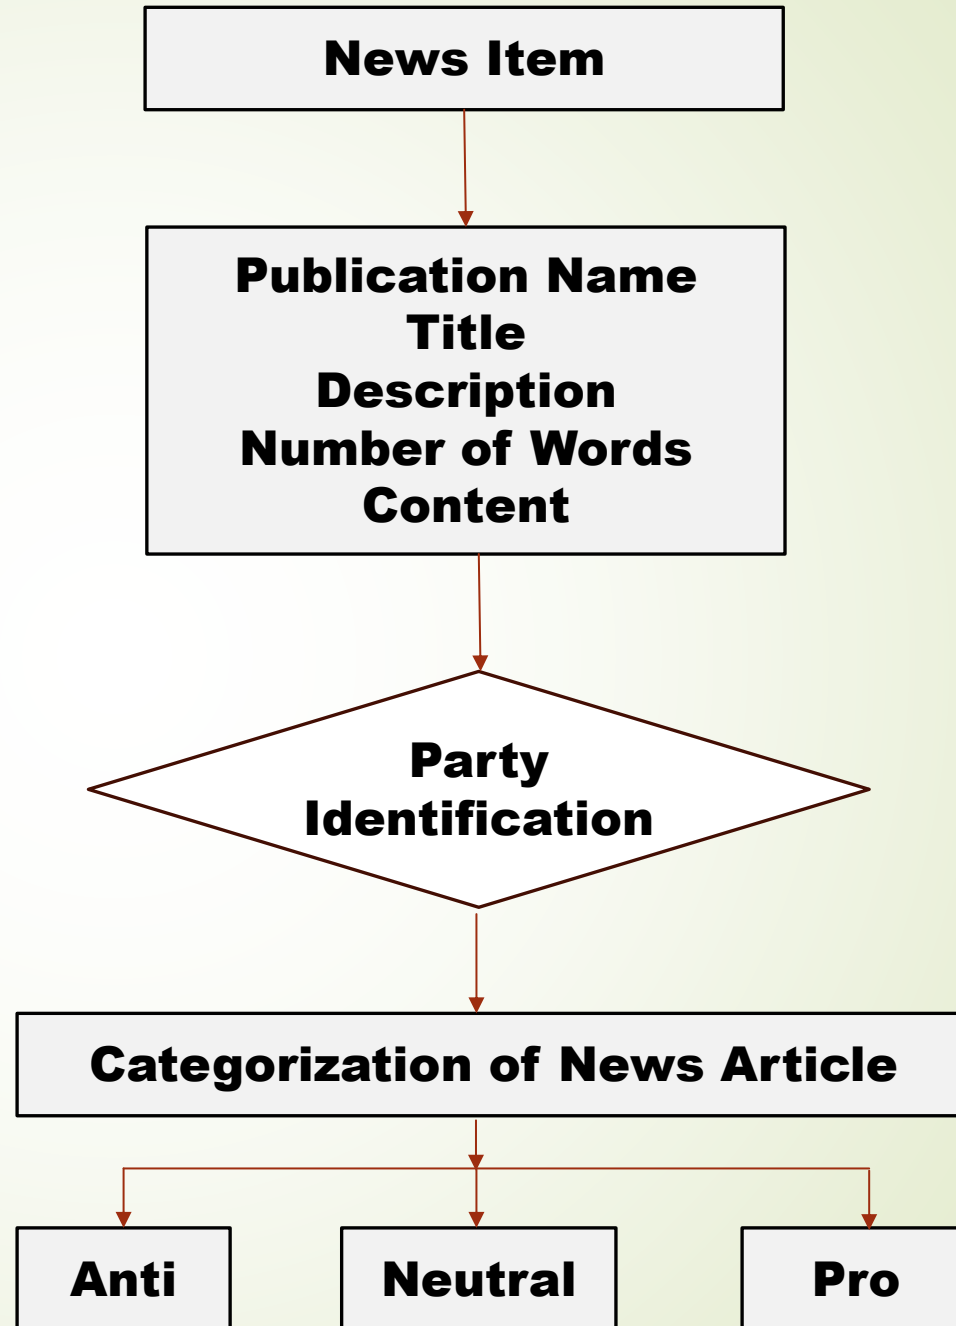 News Item
Publication Name
Title
Description
Number of Words
Content
Party
Identification
Categorization of News Article
Anti
Neutral
Pro